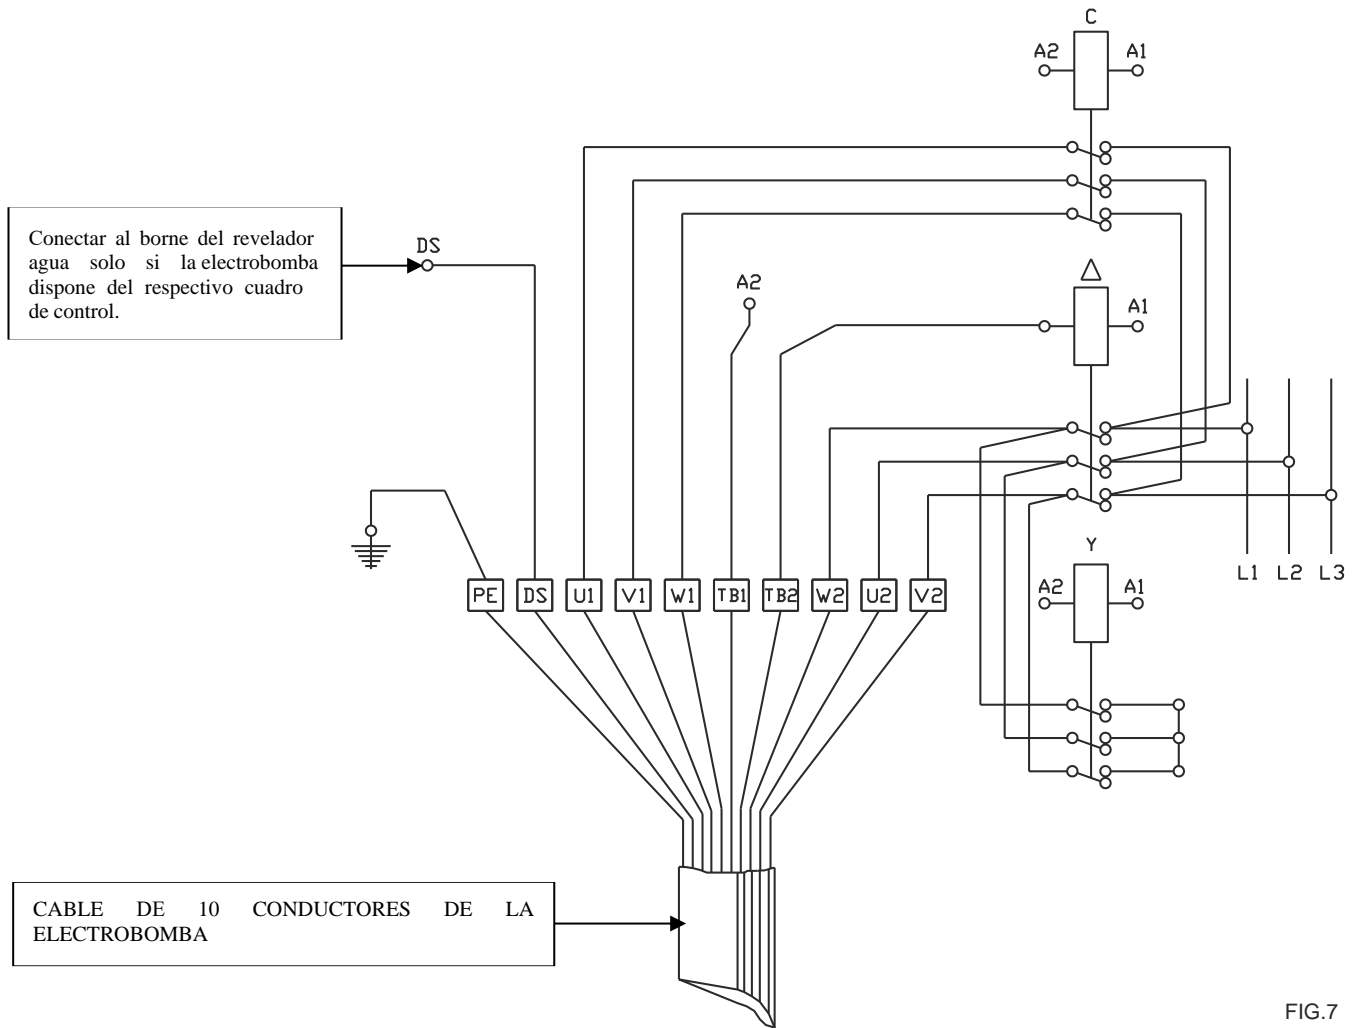 C
A2
A1
Conectar al borne del revelador
agua solo si la electrobomba
dispone del respectivo cuadro
de control.
DS
A2
△
A1
Y
L1 L2 L3
A2
A1
PE DS U1 V1 W1 TB1 TB2 W2 U2 V2
CABLE DE 10 CONDUCTORES DE LA
ELECTROBOMBA
FIG.7